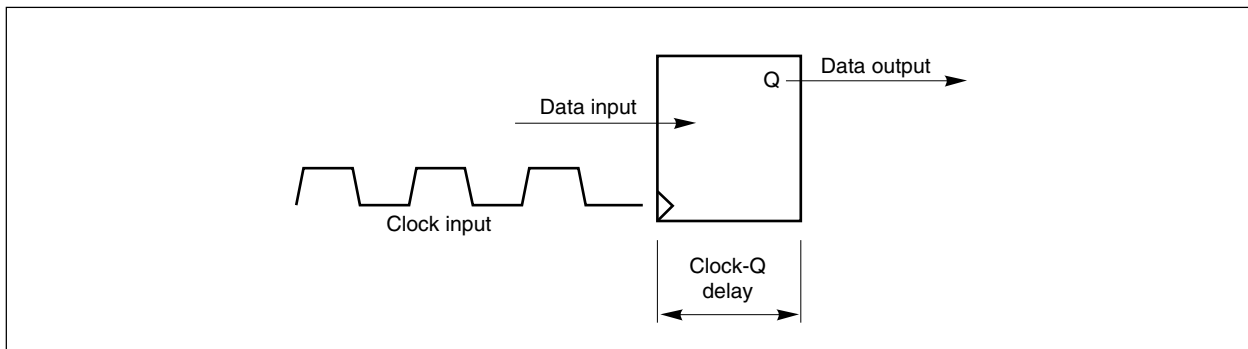 Q
Data output
Data input
Clock input
Clock-Q
delay